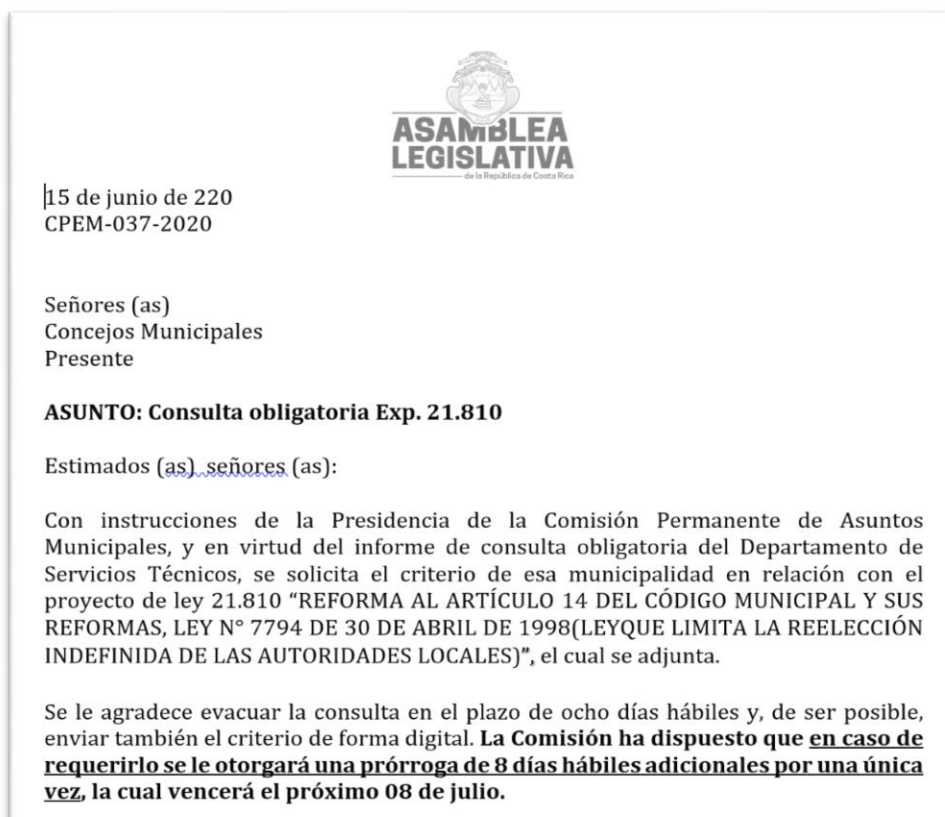 ASAMBLEA
LEGISLATIVA
de la República de Costa Rica
15 de junio de 220
CPEM-037-2020
Señores (as)
Concejos Municipales
Presente
ASUNTO: Consulta obligatoria Exp. 21.810
Estimados (as) señores (as):
Con instrucciones de la Presidencia de la Comisión Permanente de Asuntos
Municipales, y en virtud del informe de consulta obligatoria del Departamento de
Servicios Técnicos, se solicita el criterio de esa municipalidad en relación con el
proyecto de ley 21.810 “REFORMA AL ARTÍCULO 14 DEL CÓDIGO MUNICIPAL Y SUS
REFORMAS, LEY N° 7794 DE 30 DE ABRIL DE 1998(LEYQUE LIMITA LA REELECCIÓN
INDEFINIDA DE LAS AUTORIDADES LOCALES)”, el cual se adjunta.
Se le agradece evacuar la consulta en el plazo de ocho días hábiles y, de ser posible,
enviar también el criterio de forma digital. La Comisión ha dispuesto que en caso de
requerirlo se le otorgará una prórroga de 8 días hábiles adicionales por una única
vez, la cual vencerá el próximo 08 de julio.